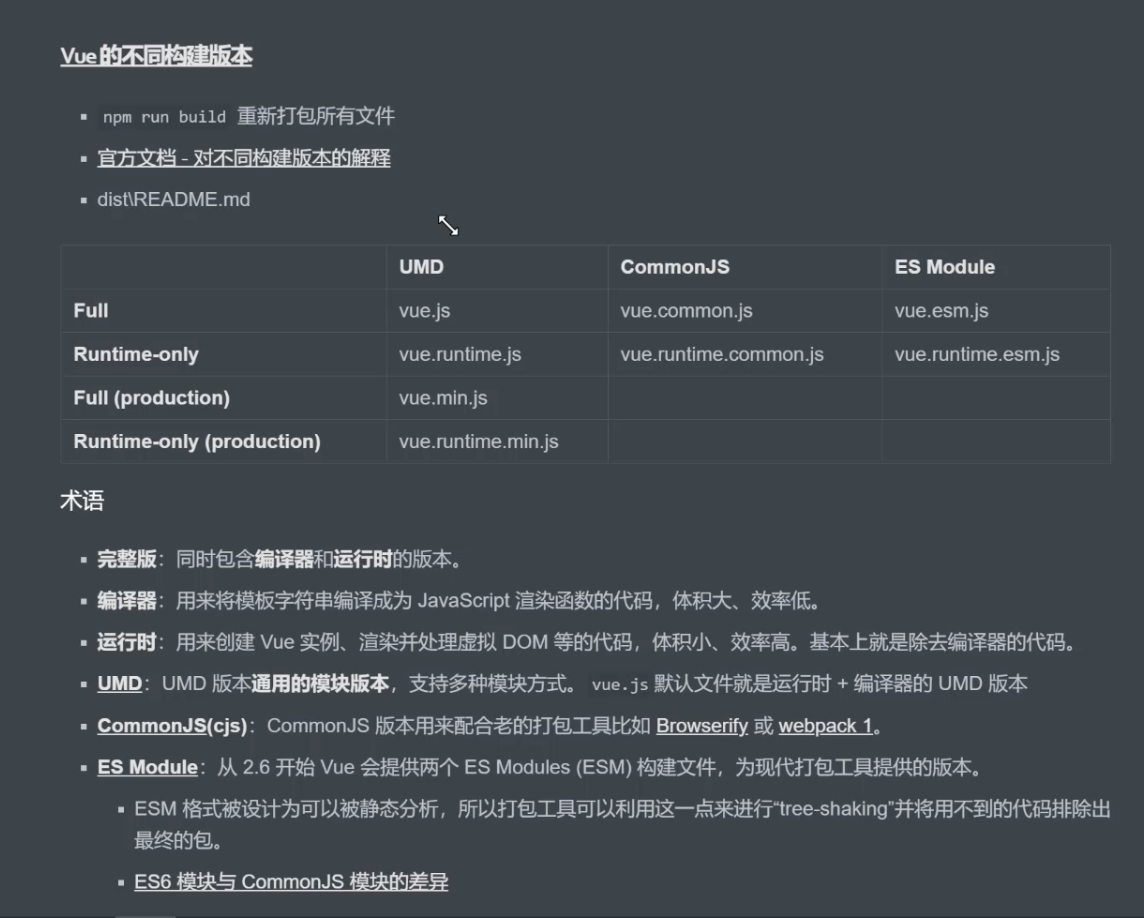 Vue的不同构建版本
npm run build 重新打包所有文件
官方文档 - 对不同构建版本的解释
dist\README.md
UMD CommonJS ES Module
Full vue.js vue.common.js vue.esm.js
Runtime-only vue.runtime.js vue.runtime.common.js vue.runtime.esm.js
Full (production) vue.min.js
Runtime-only (production) vue.runtime.min.js
术语
完整版：同时包含编译器和运行时的版本。
编译器：用来将模板字符串编译成为 JavaScript 渲染函数的代码，体积大、效率低。
运行时：用来创建 Vue 实例、渲染并处理虚拟 DOM 等的代码，体积小、效率高。基本上就是除去编译器的代码。
UMD：UMD 版本通用的模块版本，支持多种模块方式。 vue.js 默认文件就是运行时 + 编译器的 UMD 版本
CommonJS(cjs)：CommonJS 版本用来配合老的打包工具比如 Browserify 或 webpack 1。
ES Module：从 2.6 开始 Vue 会提供两个 ES Modules (ESM) 构建文件，为现代打包工具提供的版本。
ESM 格式被设计为可以被静态分析，所以打包工具可以利用这一点来进行“tree-shaking”并将用不到的代码排除出
最终的包。
ES6 模块与 CommonJS 模块的差异